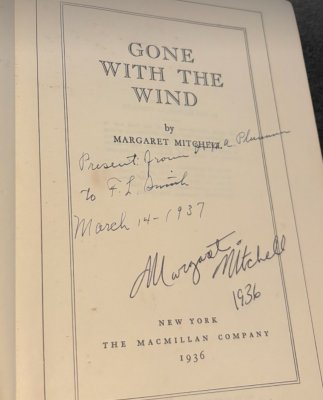 GONE
WITH THE
WIND
by
MARGARET MITCHELL
Present from
To F. L. Smith
March 14-1937
Margaret Mitchell
1936
NEW YORK
THE MACMILLAN COMPANY
1936